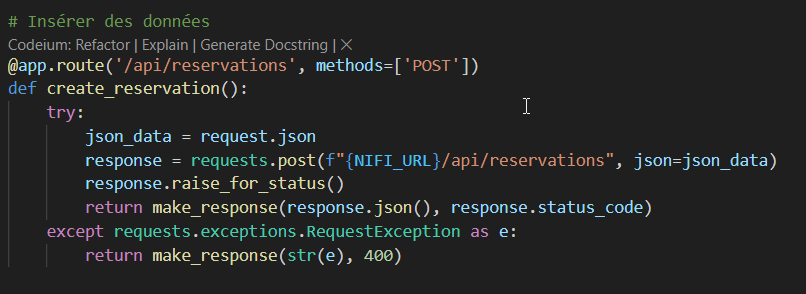 # Insérer des données
Codeium: Refactor | Explain | Generate Docstring | ×
@app.route('/api/reservations', methods=['POST'])
def create_reservation():
    try:
        json_data = request.json
        response = requests.post(f"{NIFI_URL}/api/reservations", json=json_data)
        response.raise_for_status()
        return make_response(response.json(), response.status_code)
    except requests.exceptions.RequestException as e:
        return make_response(str(e), 400)